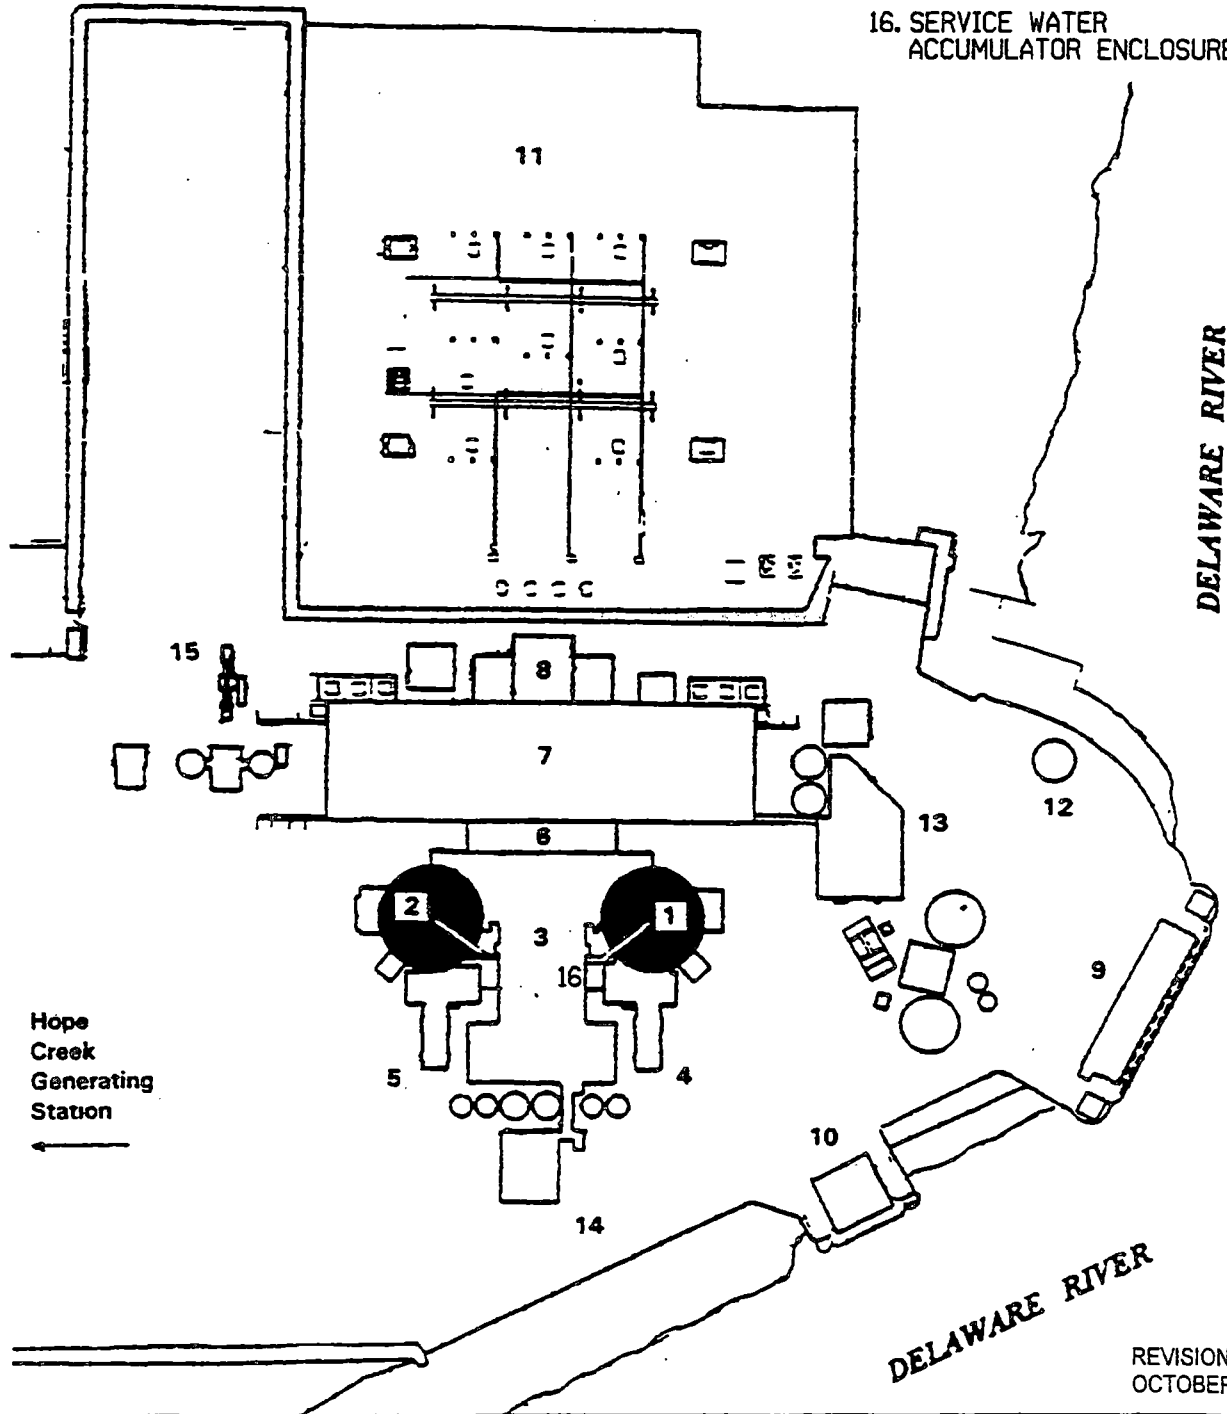 16. SERVICE WATER
ACCUMULATOR ENCLOSURE
11
DELAWARE RIVER
15
8
7
12
13
6
2
1
3
16
9
Hope
Creek
Generating
Station
5
4
10
14
DELAWARE RIVER
REVISION
OCTOBER